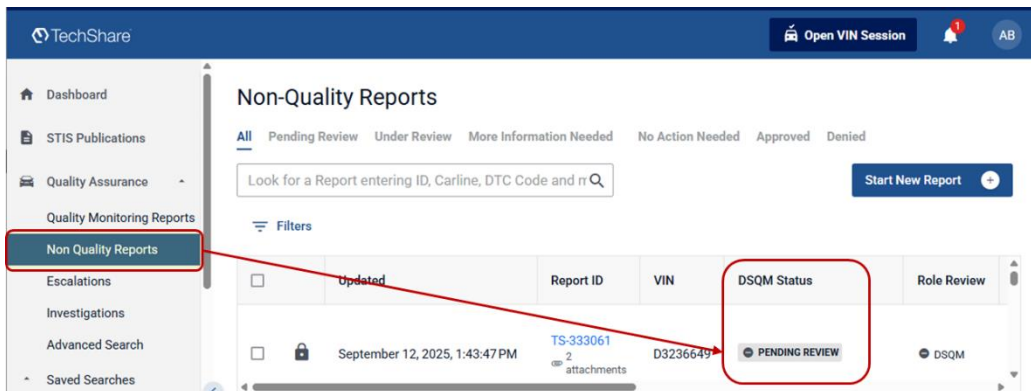 TechShare
Open VIN Session
1
AB
Dashboard
STIS Publications
Quality Assurance
Quality Monitoring Reports
Non Quality Reports
Escalations
Investigations
Advanced Search
Saved Searches
Non-Quality Reports
All Pending Review Under Review More Information Needed No Action Needed Approved Denied
Look for a Report entering ID, Carline, DTC Code and m
Start New Report
Filters
Updated Report ID VIN DSQM Status Role Review
September 12, 2025, 1:43:47 PM TS-333061 2 attachments D3236649 PENDING REVIEW DSQM